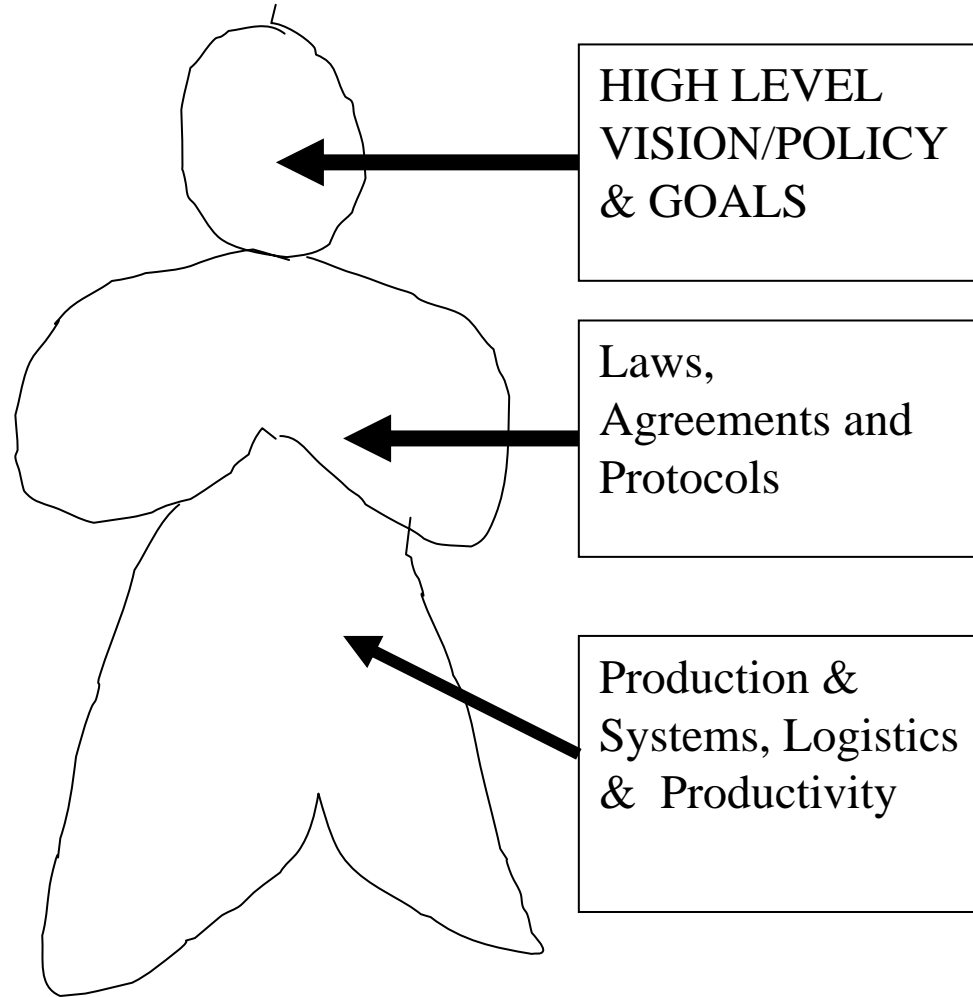 HIGH LEVEL
VISION/POLICY
& GOALS
Laws,
Agreements and
Protocols
Production &
Systems, Logistics
&  Productivity